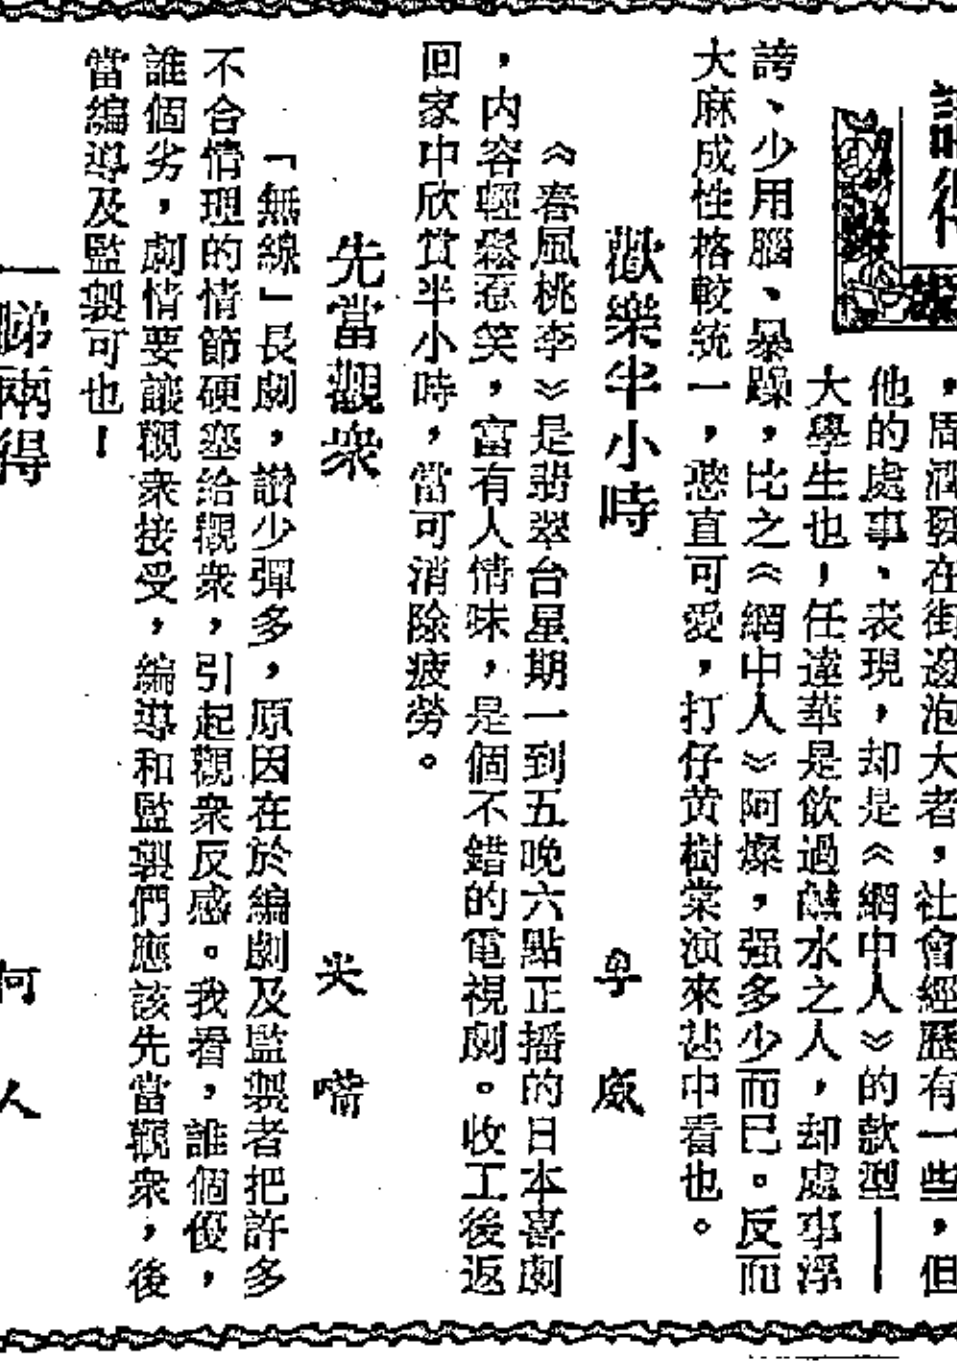 ，周潤發在街邊泡大者，社會經歷有一些，但
他的處事、表現，却是《網中人》的款型——
大學生也，任達華是飲過鹹水之人，却處事浮
誇、少用腦、暴躁，比之《網中人》阿燦，强多少而已。反而
大麻成性格較統一，戇直可愛，打仔黄樹棠演來甚中看也。
歡樂半小時
粤威
《春風桃李》是翡翠台星期一到五晚六點正播的日本喜劇
，内容輕鬆惹笑，富有人情味，是個不錯的電視劇。收工後返
回家中欣賞半小時，當可消除疲勞。
先當觀衆
尖嘴
「無線」長劇，讚少彈多，原因在於編劇及監製者把許多
不合情理的情節硬塞給觀衆，引起觀衆反感。我看，誰個優，
誰個劣，劇情要讓觀衆接受，編導和監製們應該先當觀衆，後
當編導及監製可也！
一睇兩得
何人